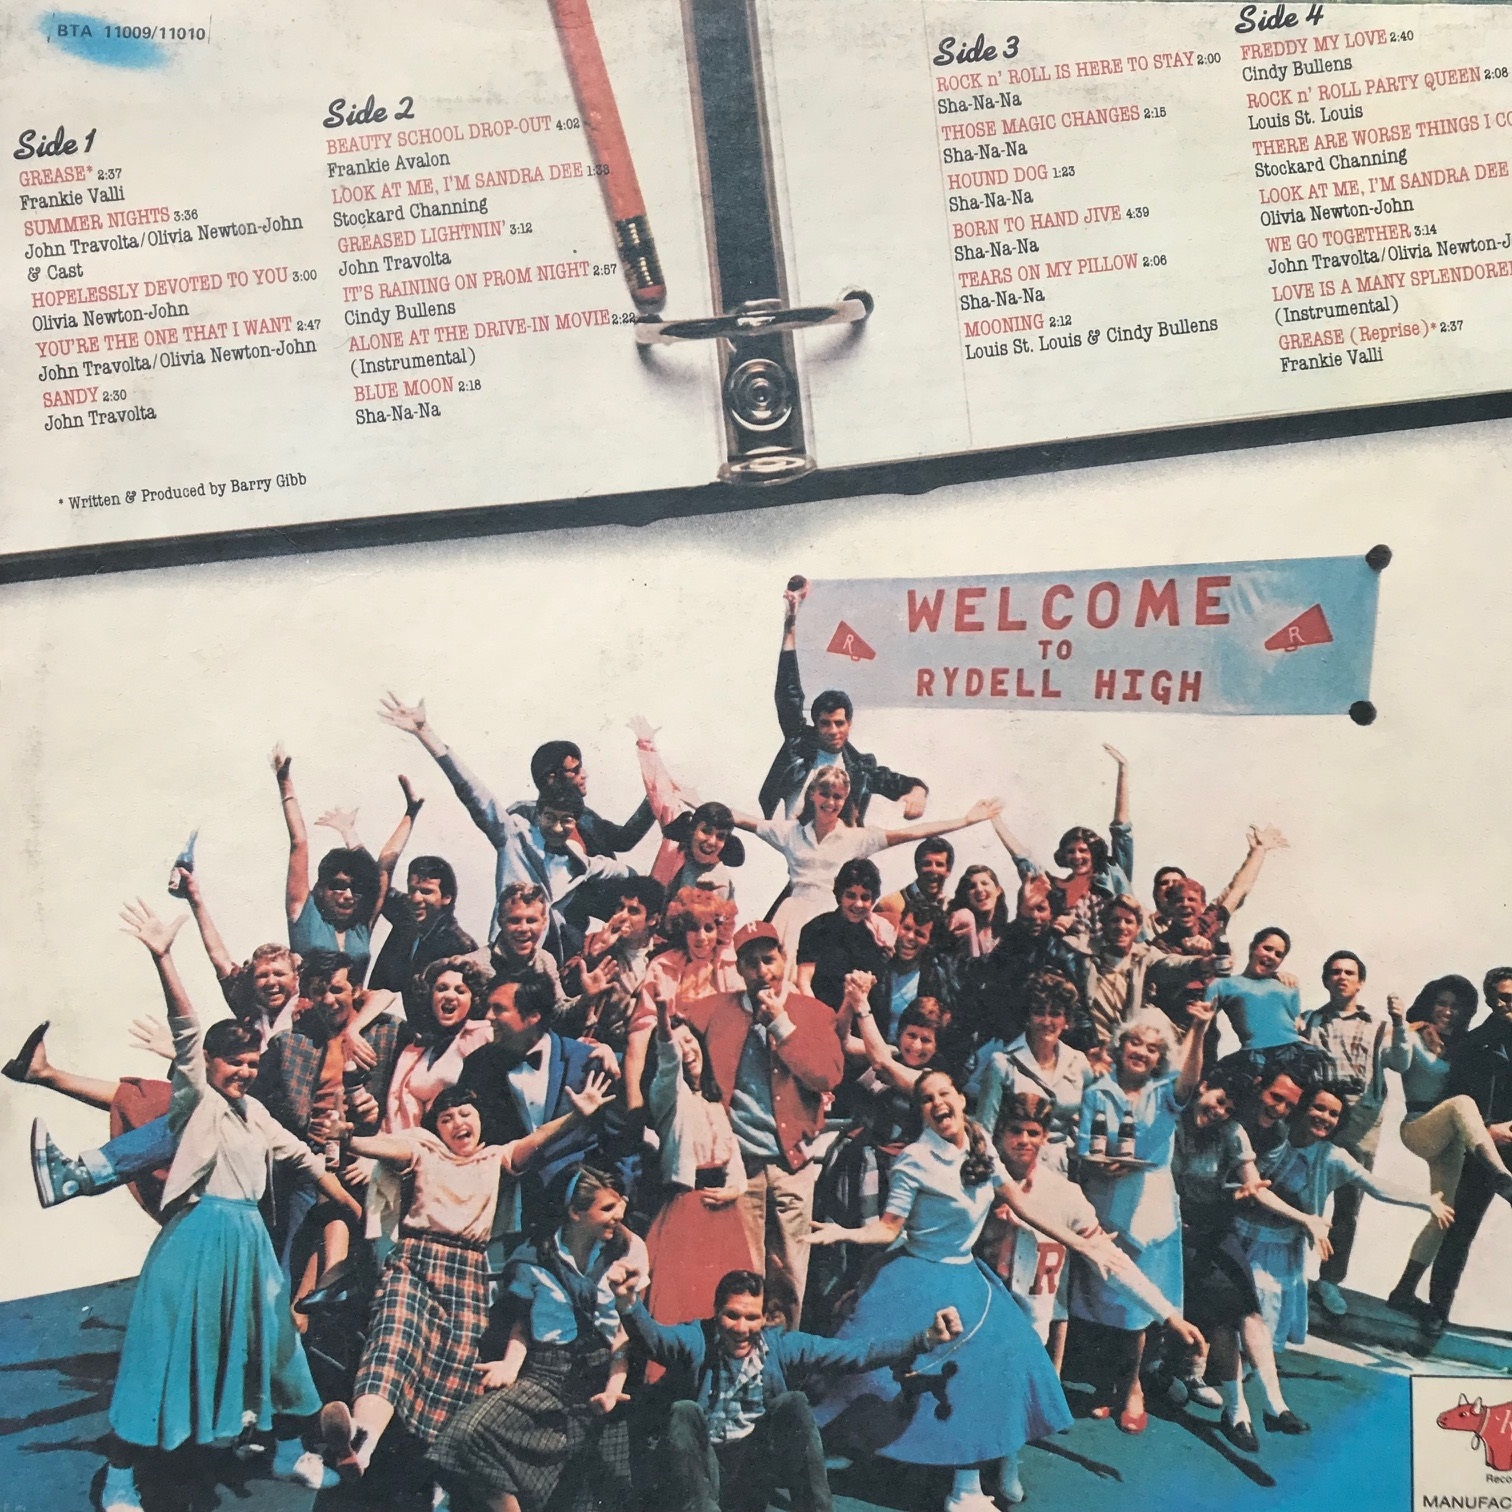 BTA 11009/11010
Side 1
GREASE* 2:37
Frankie Valli
SUMMER NIGHTS 3:36
John Travolta/Olivia Newton-John
& Cast
HOPELESSLY DEVOTED TO YOU 3:00
Olivia Newton-John
YOU'RE THE ONE THAT I WANT 2:47
John Travolta/Olivia Newton-John
SANDY 2:30
John Travolta
* Written & Produced by Barry Gibb
Side 2
BEAUTY SCHOOL DROP-OUT 4:02
Frankie Avalon
LOOK AT ME, I'M SANDRA DEE 1:38
Stockard Channing
GREASED LIGHTNIN' 3:12
John Travolta
IT'S RAINING ON PROM NIGHT 2:57
Cindy Bullens
ALONE AT THE DRIVE-IN MOVIE 2:22
(Instrumental)
BLUE MOON 2:18
Sha-Na-Na
Side 3
ROCK n' ROLL IS HERE TO STAY 2:00
Sha-Na-Na
THOSE MAGIC CHANGES 2:15
Sha-Na-Na
HOUND DOG 1:23
Sha-Na-Na
BORN TO HAND JIVE 4:39
Sha-Na-Na
TEARS ON MY PILLOW 2:06
Sha-Na-Na
MOONING 2:12
Louis St. Louis & Cindy Bullens
Side 4
FREDDY MY LOVE 2:40
Cindy Bullens
ROCK n' ROLL PARTY QUEEN 2:08
Louis St. Louis
THERE ARE WORSE THINGS I CO
Stockard Channing
LOOK AT ME, I'M SANDRA DEE
Olivia Newton-John
WE GO TOGETHER 3:14
John Travolta/Olivia Newton-J
LOVE IS A MANY SPLENDORE
(Instrumental)
GREASE (Reprise)* 2:37
Frankie Valli
WELCOME
TO
RYDELL HIGH
R
R
R
R
Reco
MANUFAC